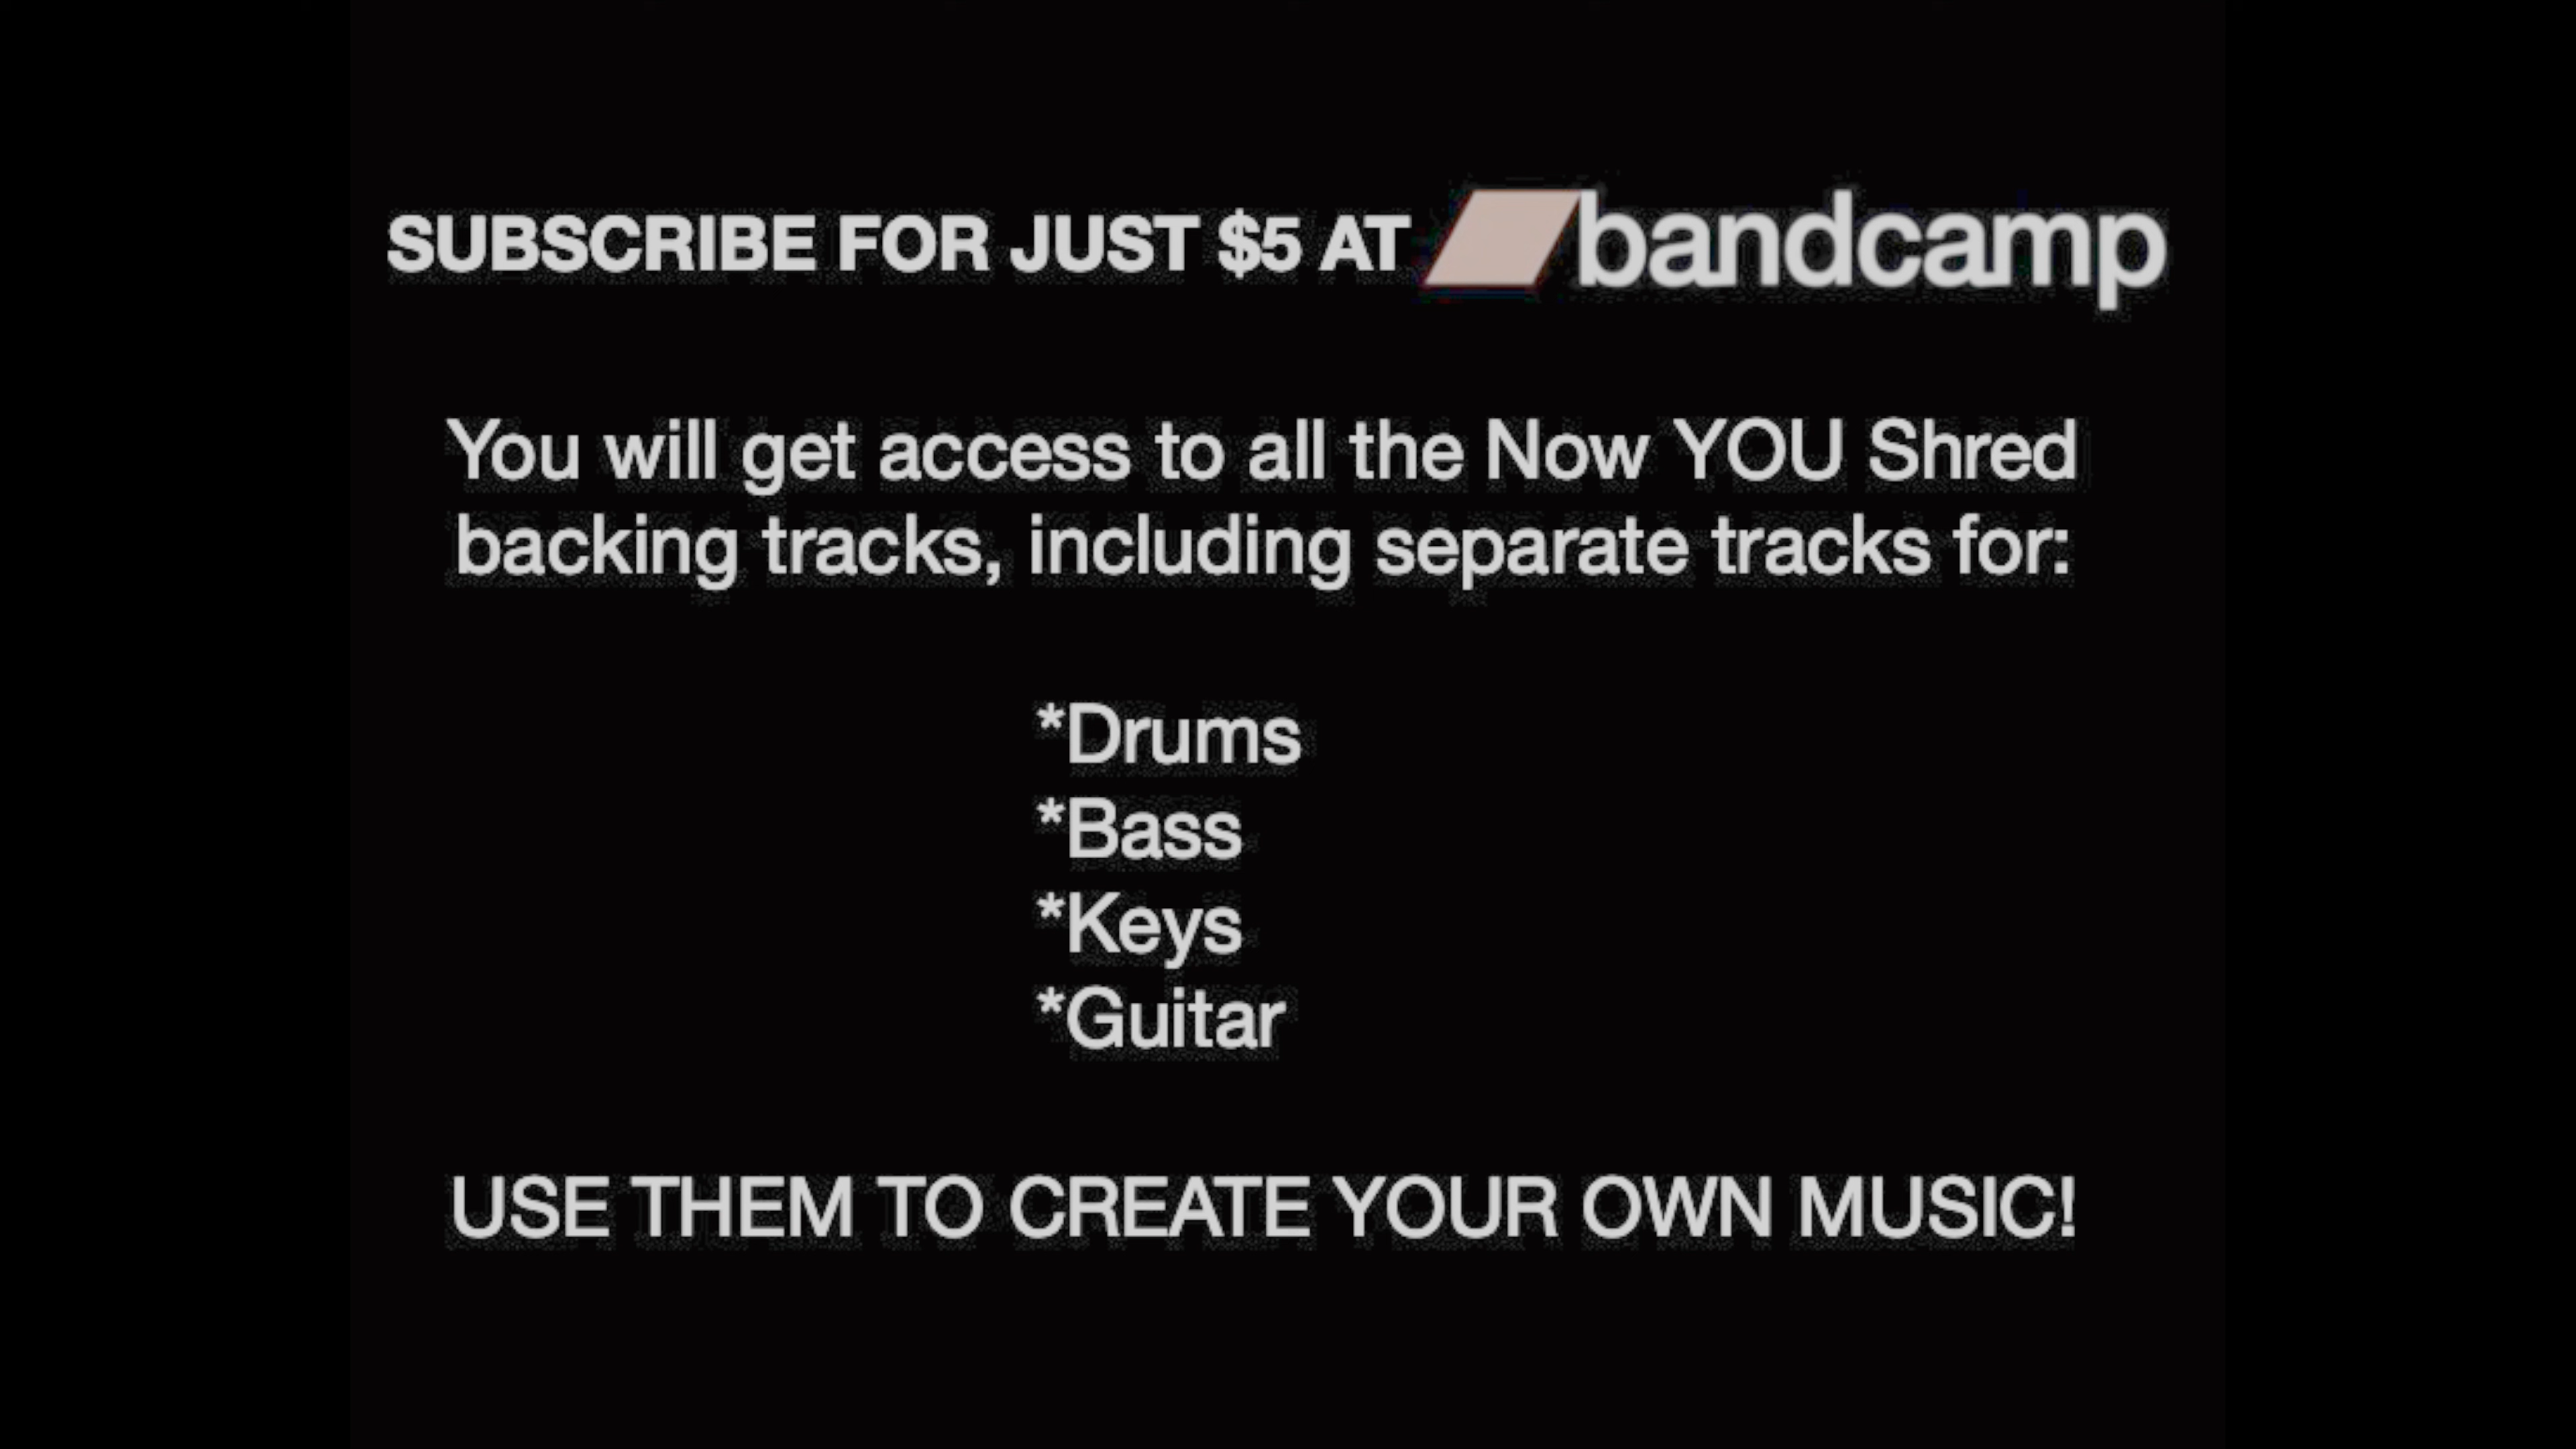 SUBSCRIBE FOR JUST $5 AT bandcamp
You will get access to all the Now YOU Shred
backing tracks, including separate tracks for:
*Drums
*Bass
*Keys
*Guitar
USE THEM TO CREATE YOUR OWN MUSIC!